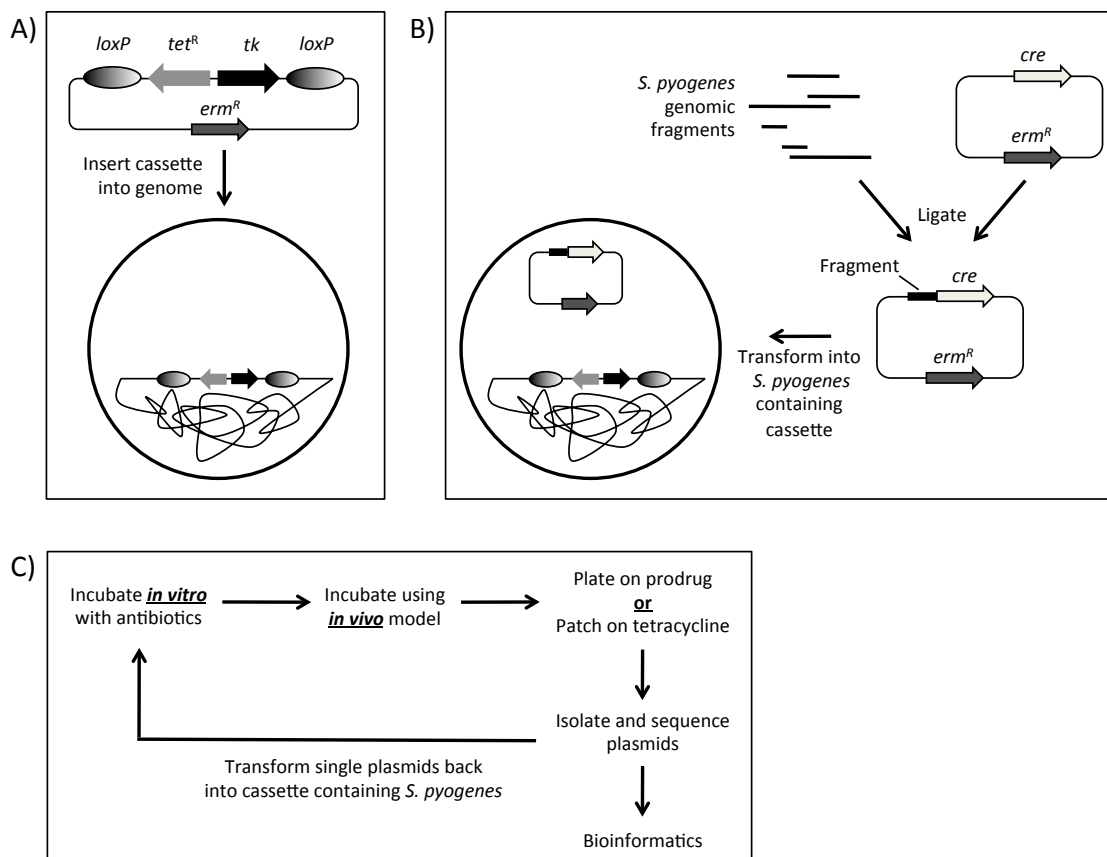 A)
loxP tetR tk loxP
ermR
Insert cassette
into genome
B)
S. pyogenes
genomic
fragments
cre
ermR
Ligate
Fragment
cre
ermR
Transform into
S. pyogenes
containing
cassette
C)
Incubate in vitro
with antibiotics
Incubate using
in vivo model
Plate on prodrug
or
Patch on tetracycline
Isolate and sequence
plasmids
Transform single plasmids back
into cassette containing S. pyogenes
Bioinformatics